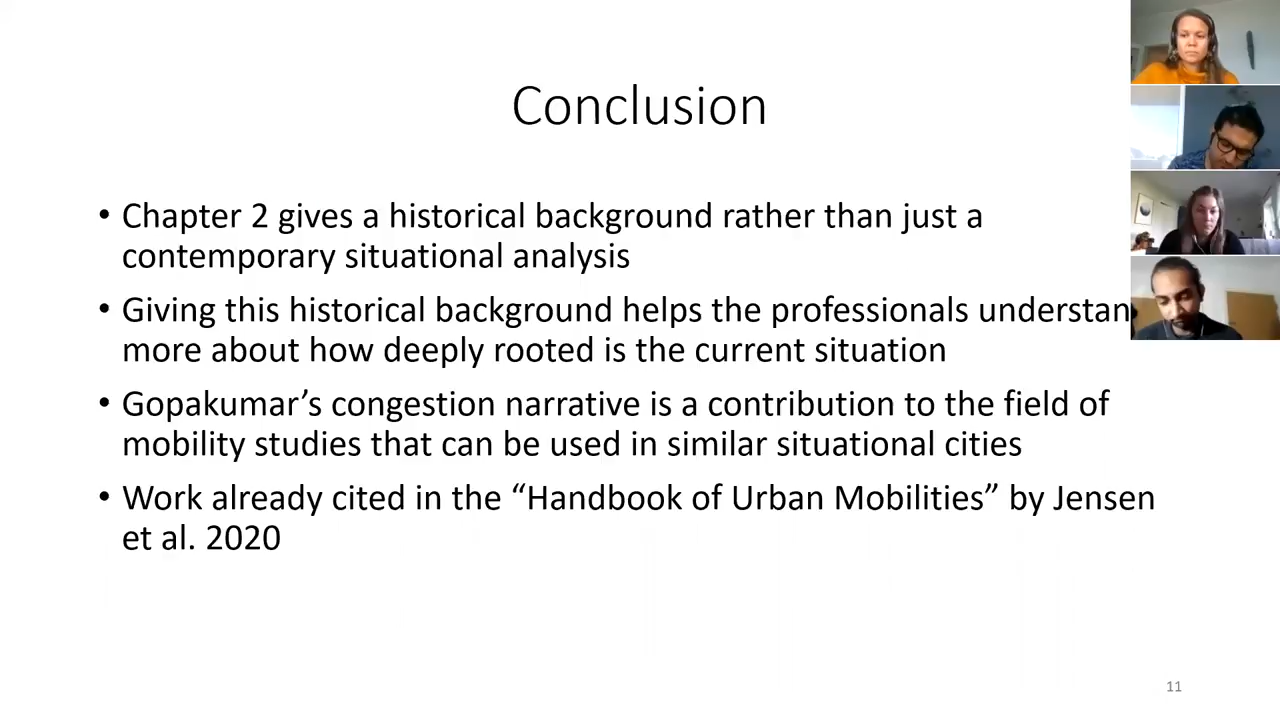 Conclusion
• Chapter 2 gives a historical background rather than just a
contemporary situational analysis
• Giving this historical background helps the professionals understan
more about how deeply rooted is the current situation
• Gopakumar’s congestion narrative is a contribution to the field of
mobility studies that can be used in similar situational cities
• Work already cited in the “Handbook of Urban Mobilities” by Jensen
et al. 2020
11